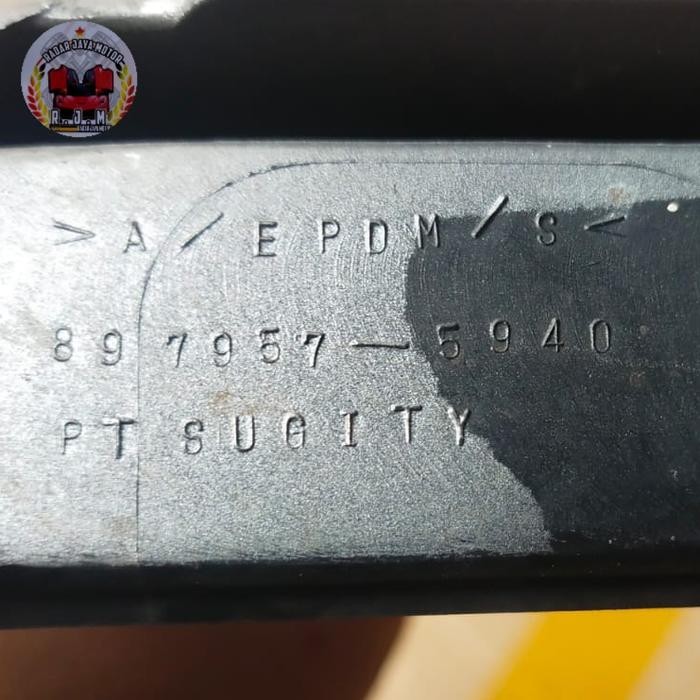 RADAR JAYA MOTOR
R J M
>A/EPDM/S<
897957-5940
PT SUGITY